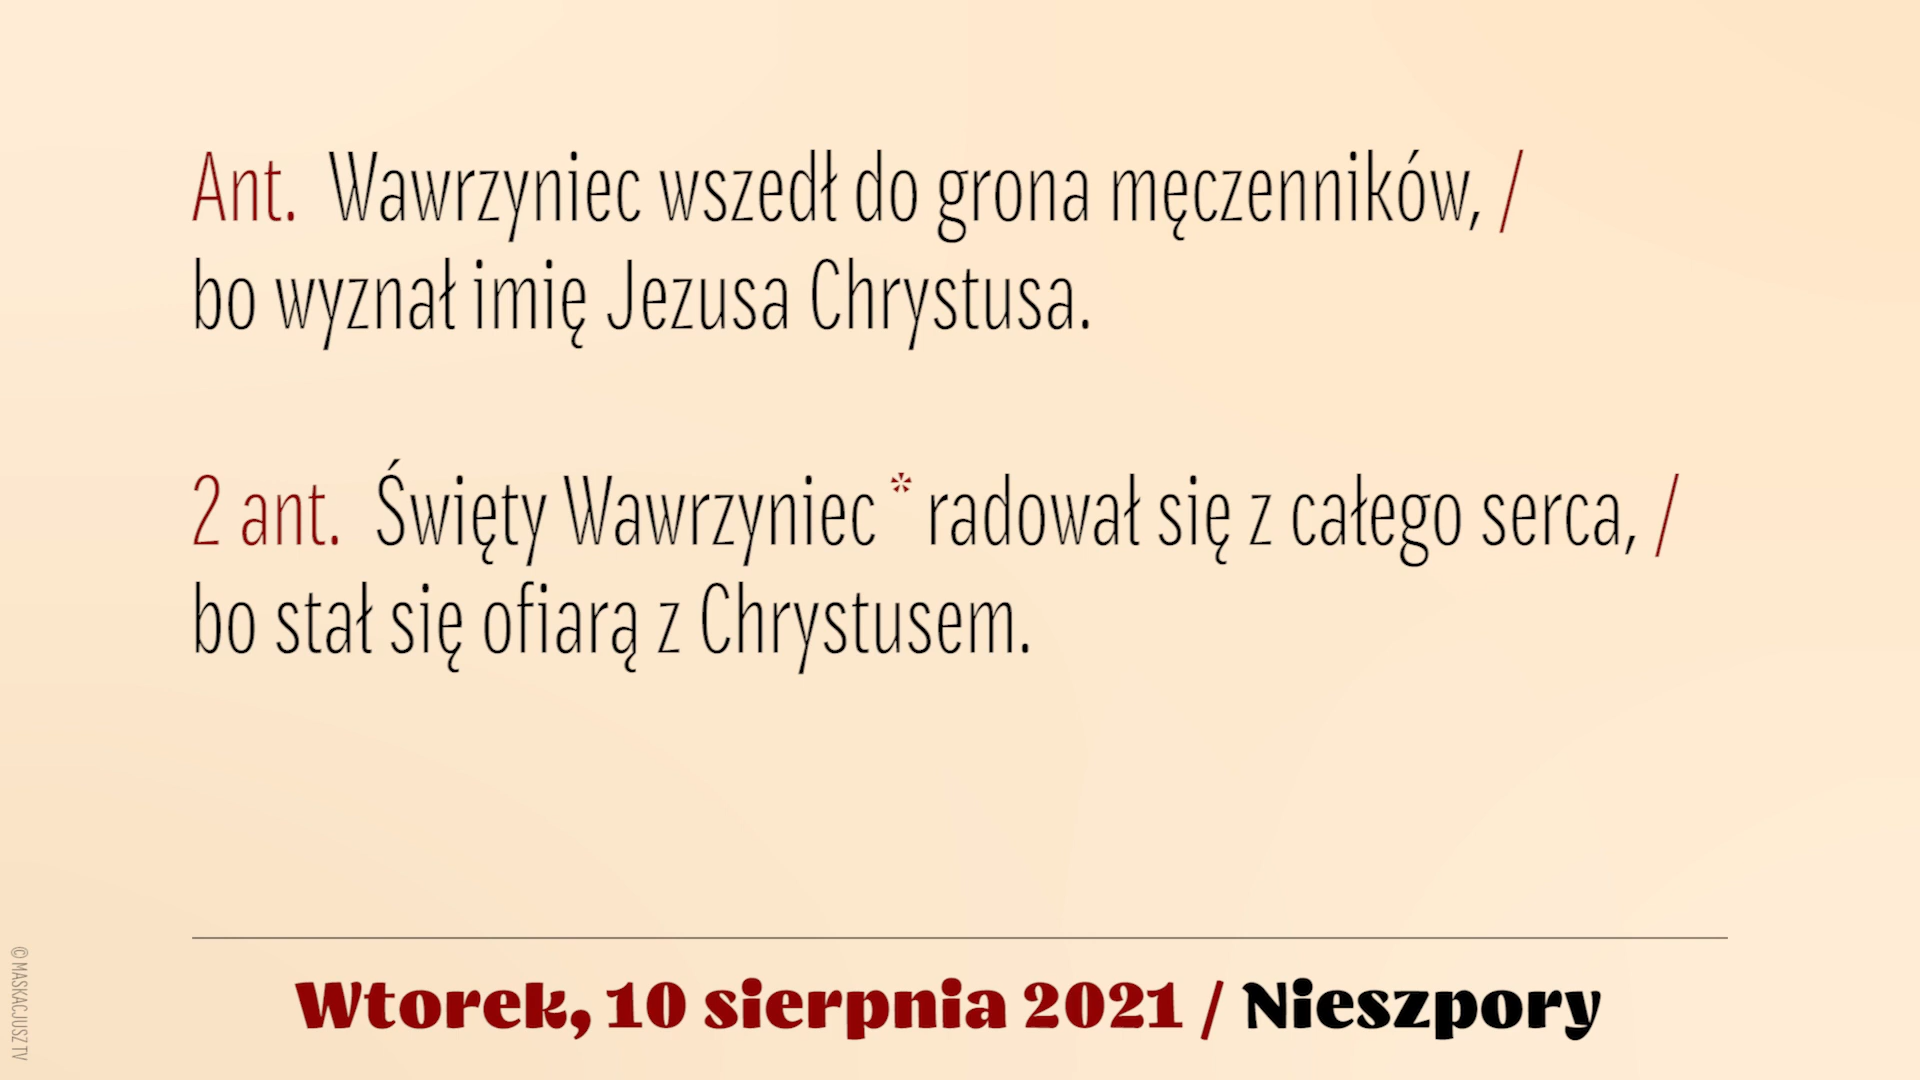 Ant. Wawrzyniec wszedł do grona męczenników, /
bo wyznał imię Jezusa Chrystusa.
2 ant. Święty Wawrzyniec * radował się z całego serca, /
bo stał się ofiarą z Chrystusem.
Wtorek, 10 sierpnia 2021 / Nieszpory
© MASKACJUSZ TV